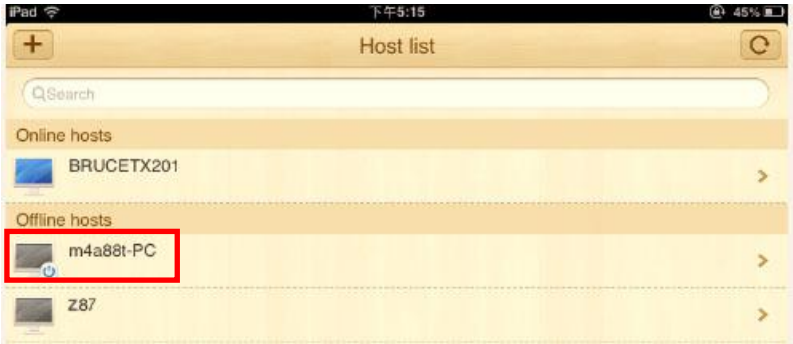 iPad 下午5:15 45%
Host list
Search
Online hosts
BRUCETX201
Offline hosts
m4a88t-PC
Z87